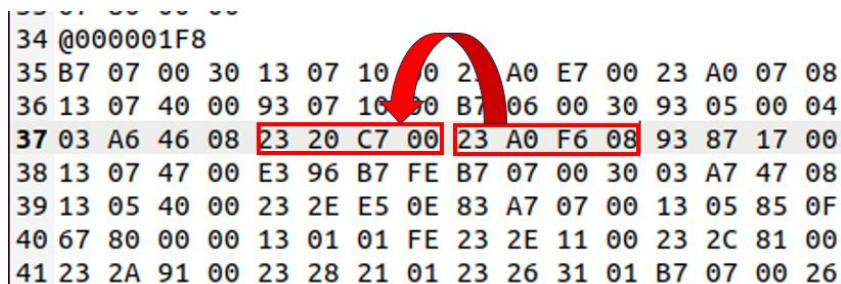 34 @000001F8
35 B7 07 00 30 13 07 10 00 23 A0 E7 00 23 A0 07 08
36 13 07 40 00 93 07 10 00 B7 06 00 30 93 05 00 04
37 03 A6 46 08 23 20 C7 00 23 A0 F6 08 93 87 17 00
38 13 07 47 00 E3 96 B7 FE B7 07 00 30 03 A7 47 08
39 13 05 40 00 23 2E E5 0E 83 A7 07 00 13 05 85 0F
40 67 80 00 00 13 01 01 FE 23 2E 11 00 23 2C 81 00
41 23 2A 91 00 23 28 21 01 23 26 31 01 B7 07 00 26